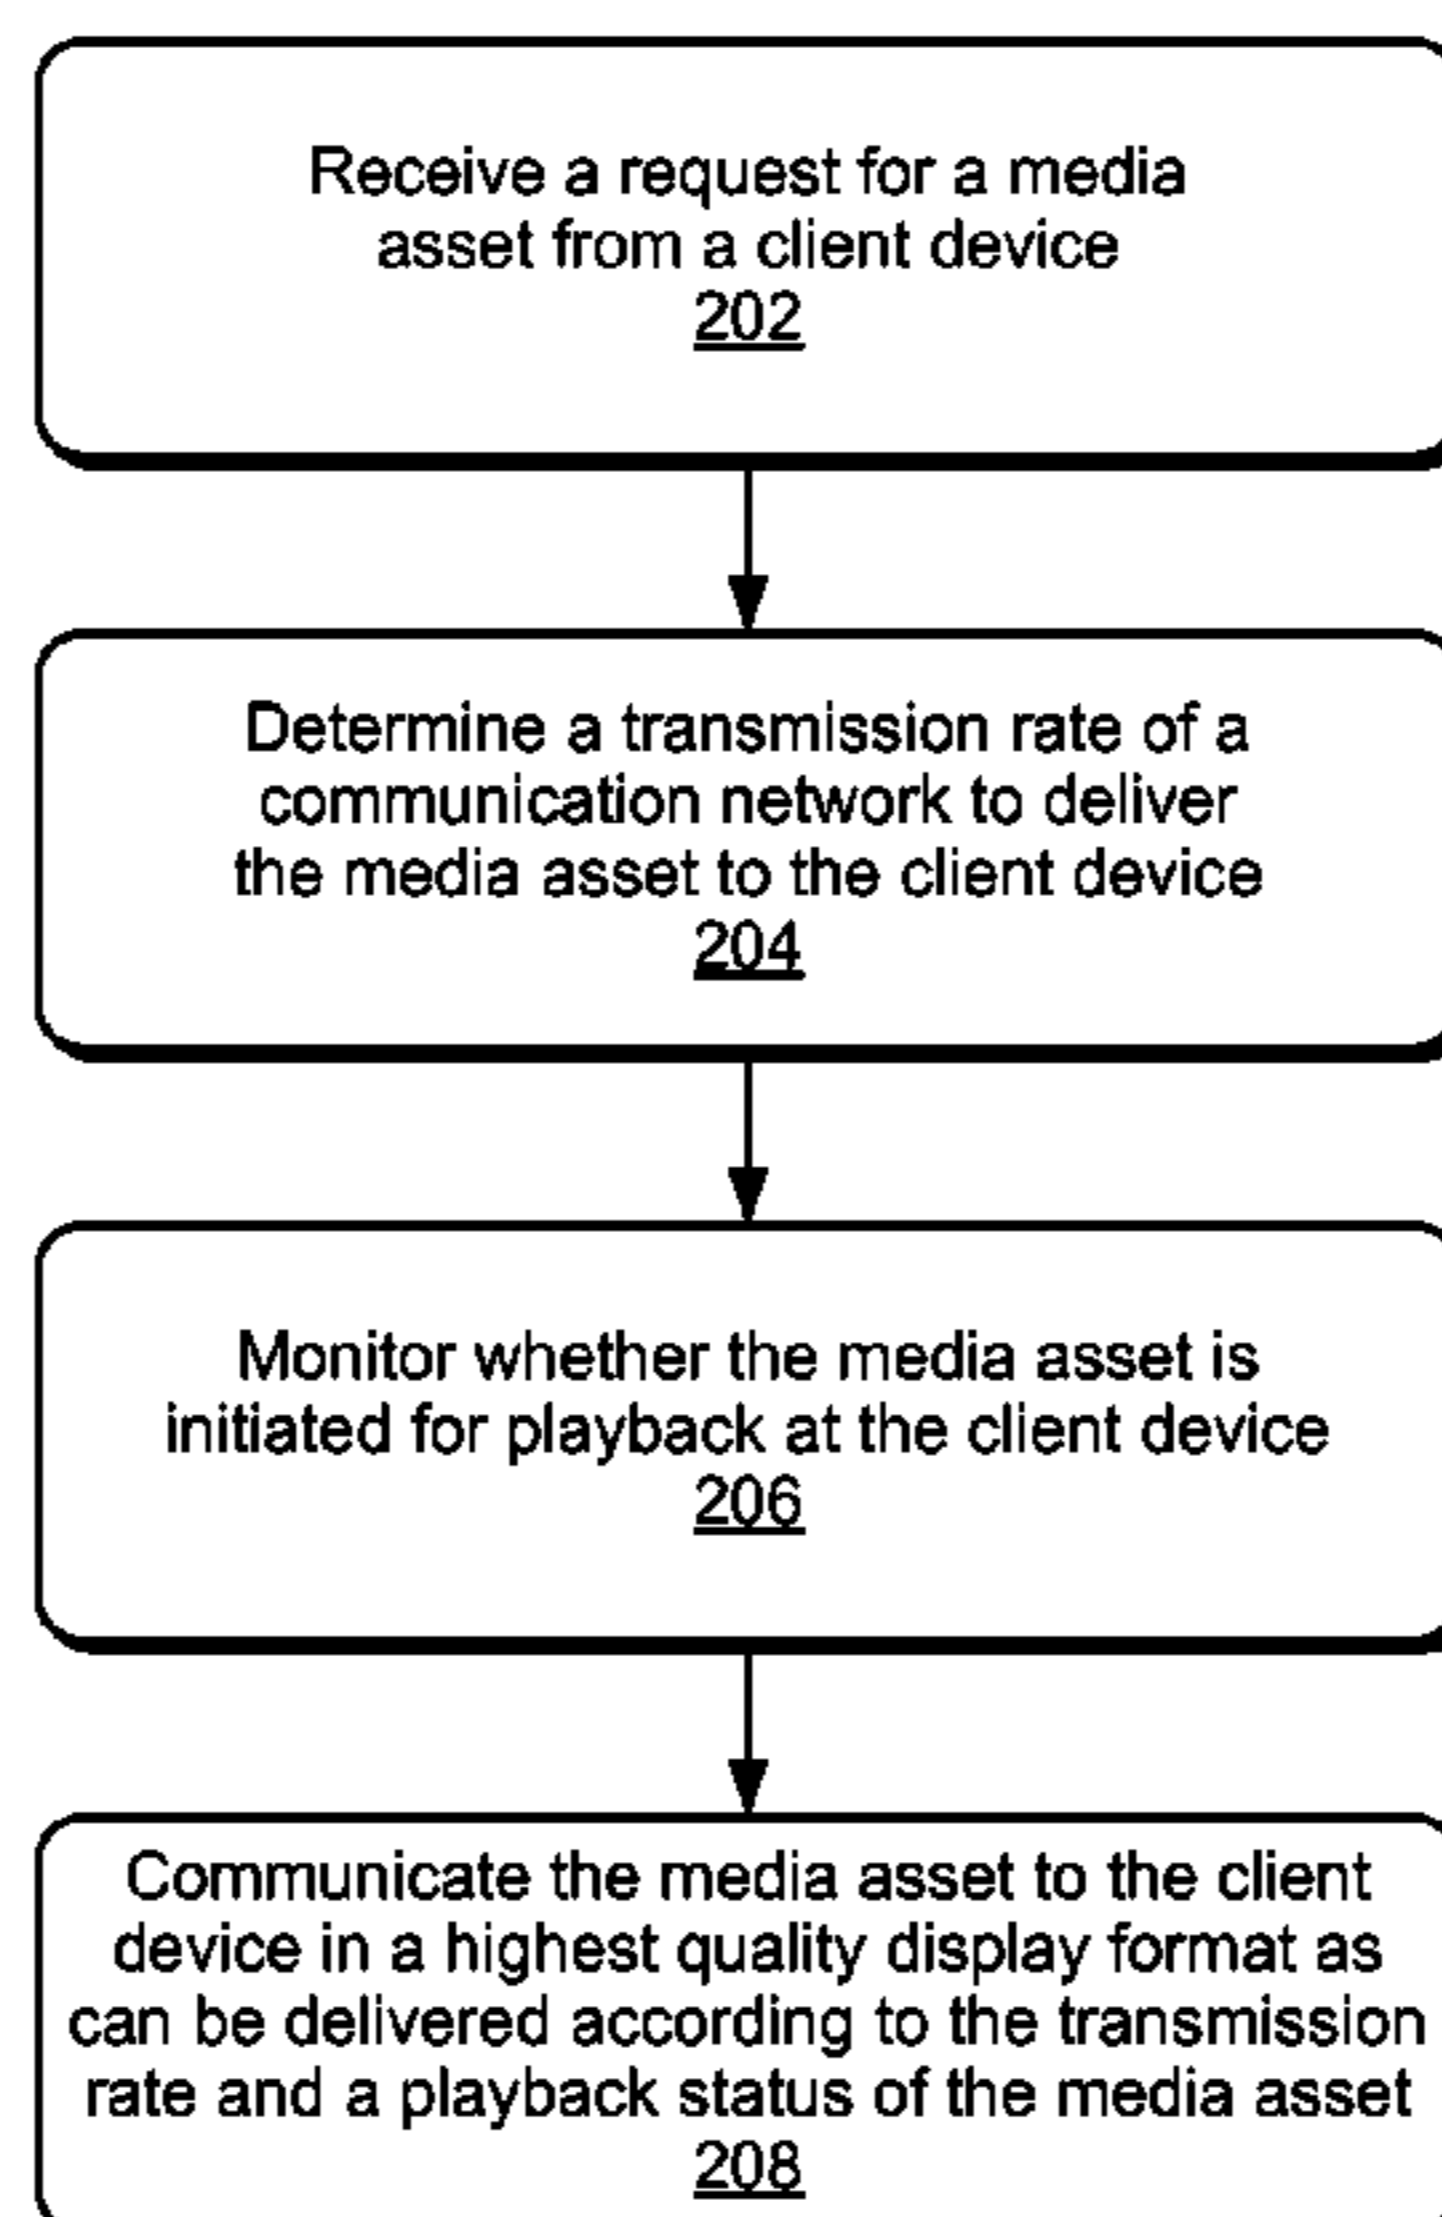 Receive a request for a media
asset from a client device
202
Determine a transmission rate of a
communication network to deliver
the media asset to the client device
204
Monitor whether the media asset is
initiated for playback at the client device
206
Communicate the media asset to the client
device in a highest quality display format as
can be delivered according to the transmission
rate and a playback status of the media asset
208